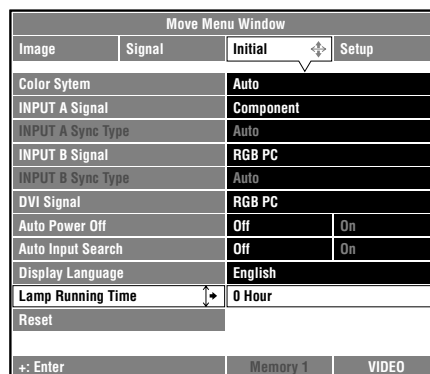 Move Menu Window
Image Signal Initial Setup
Color Sytem Auto
INPUT A Signal Component
INPUT A Sync Type Auto
INPUT B Signal RGB PC
INPUT B Sync Type Auto
DVI Signal RGB PC
Auto Power Off Off On
Auto Input Search Off On
Display Language English
Lamp Running Time 0 Hour
Reset
+: Enter Memory 1 VIDEO